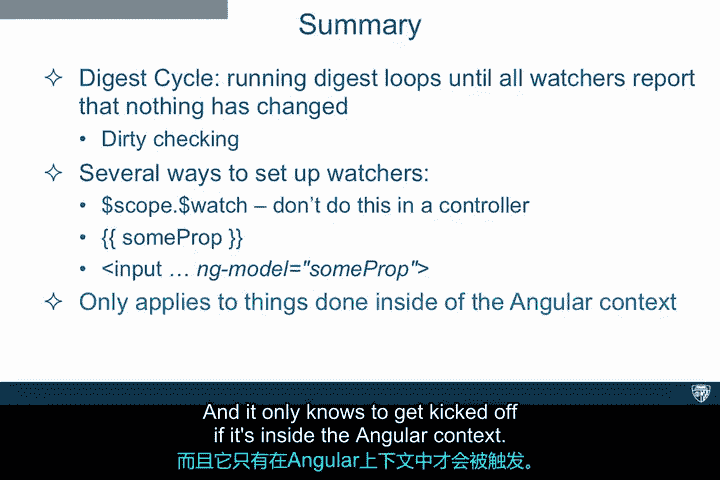 Summary
✧ Digest Cycle: running digest loops until all watchers report
that nothing has changed
• Dirty checking
✧ Several ways to set up watchers:
• $scope.$watch – don't do this in a controller
• {{ someProp }}
• <input … ng-model="someProp">
✧ Only applies to things done inside of the Angular context
And it only knows to get kicked off
if it's inside the Angular context.
而且它只有在Angular上下文中才会被触发。